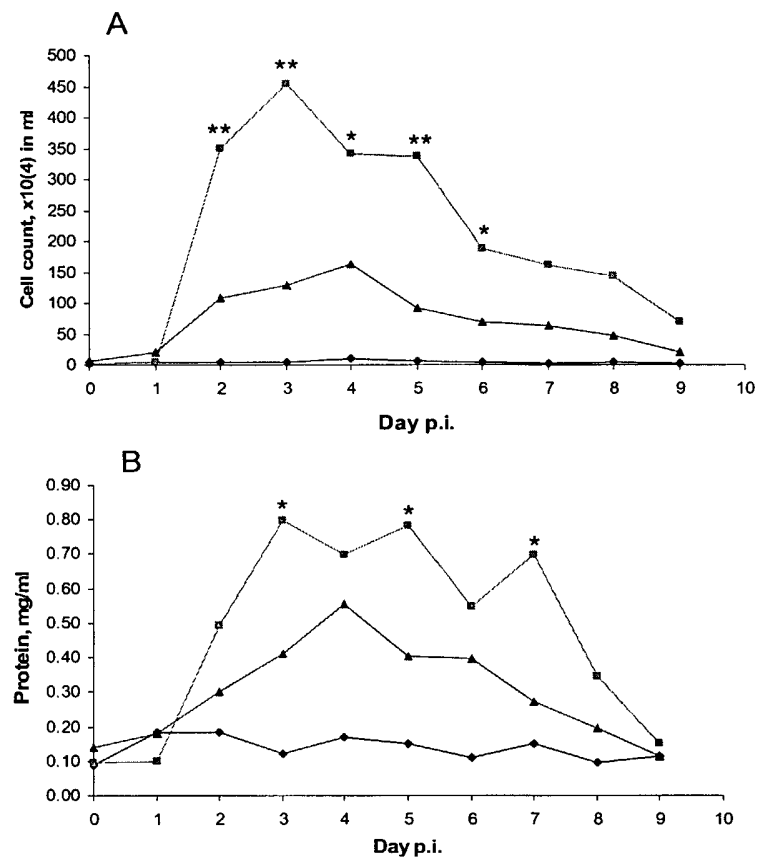 A
500
450
400
350
300
250
200
150
100
50
0
Cell count, x10(4) in ml
** ** * ** *
0 1 2 3 4 5 6 7 8 9 10
Day p.i.
B
0.90
0.80
0.70
0.60
0.50
0.40
0.30
0.20
0.10
0.00
Protein, mg/ml
* * *
0 1 2 3 4 5 6 7 8 9 10
Day p.i.